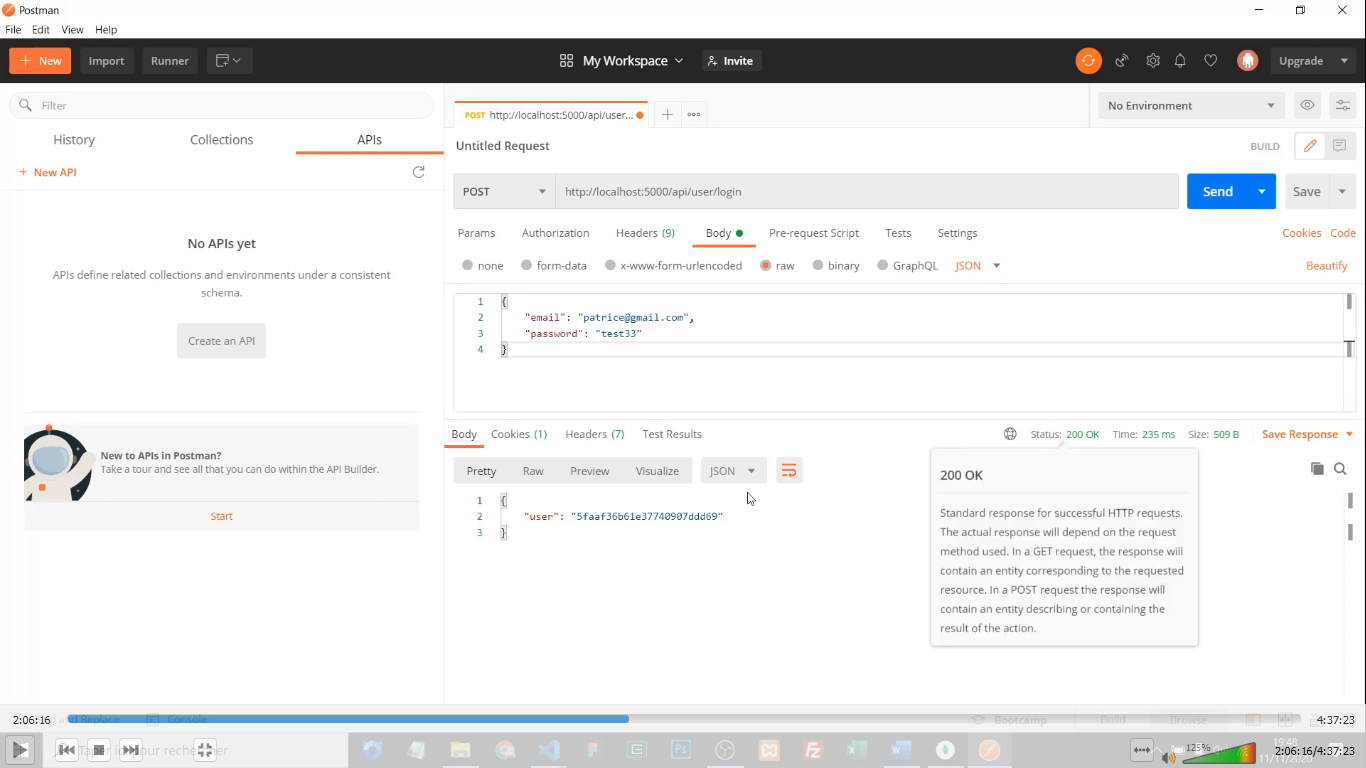 Postman
File Edit View Help
New Import Runner My Workspace Invite Upgrade
Filter
History Collections APIs
+ New API
No APIs yet
APIs define related collections and environments under a consistent
schema.
Create an API
New to APIs in Postman?
Take a tour and see all that you can do within the API Builder.
Start
POST http://localhost:5000/api/user...
No Environment
Untitled Request
BUILD
POST http://localhost:5000/api/user/login
Send Save
Params Authorization Headers (9) Body Pre-request Script Tests Settings
Cookies Code
none form-data x-www-form-urlencoded raw binary GraphQL JSON
Beautify
1 {
2 "email": "patrice@gmail.com",
3 "password": "test33"
4 }
Body Cookies (1) Headers (7) Test Results
Status: 200 OK Time: 235 ms Size: 509 B Save Response
Pretty Raw Preview Visualize JSON
1 {
2 "user": "5faaf36b61e37740907ddd69"
3 }
200 OK
Standard response for successful HTTP requests.
The actual response will depend on the request
method used. In a GET request, the response will
contain an entity corresponding to the requested
resource. In a POST request the response will
contain an entity describing or containing the
result of the action.
2:06:16 and Replace Console Bootcamp Build Browse 4:37:23
125% 19:48
11/11/2020
2:06:16/4:37:23